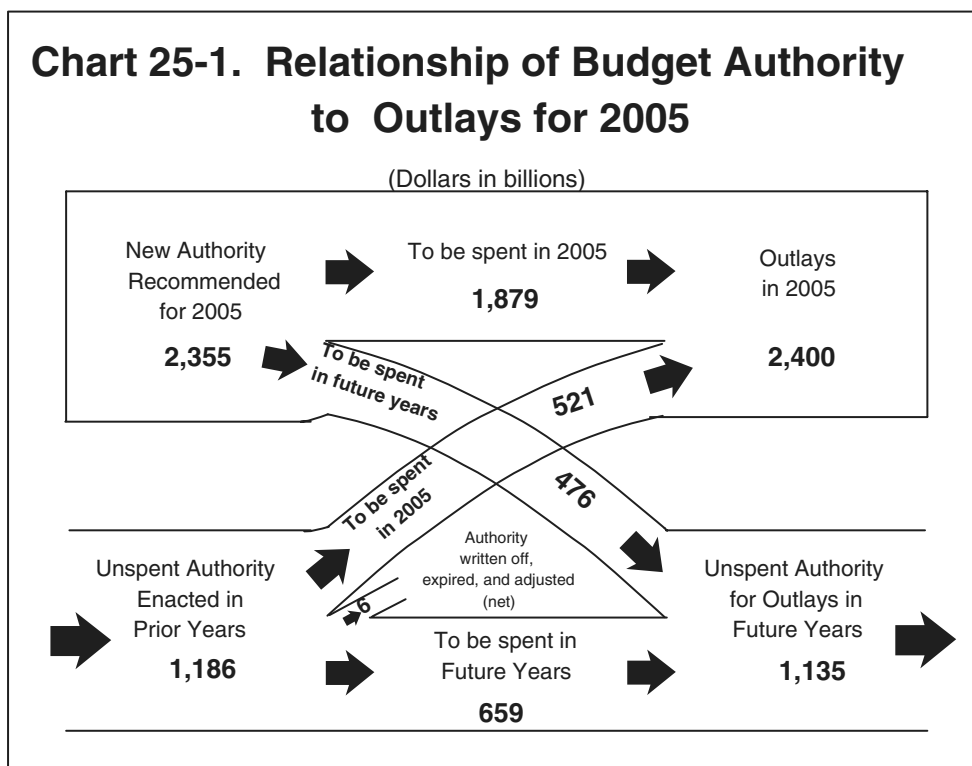 Chart 25-1. Relationship of Budget Authority
to Outlays for 2005
(Dollars in billions)
New Authority
Recommended
for 2005
2,355
To be spent in 2005
1,879
Outlays
in 2005
2,400
To be spent
in future years
521
To be spent
in 2005
476
Authority
written off,
expired, and adjusted
(net)
6
Unspent Authority
Enacted in
Prior Years
1,186
To be spent in
Future Years
659
Unspent Authority
for Outlays in
Future Years
1,135